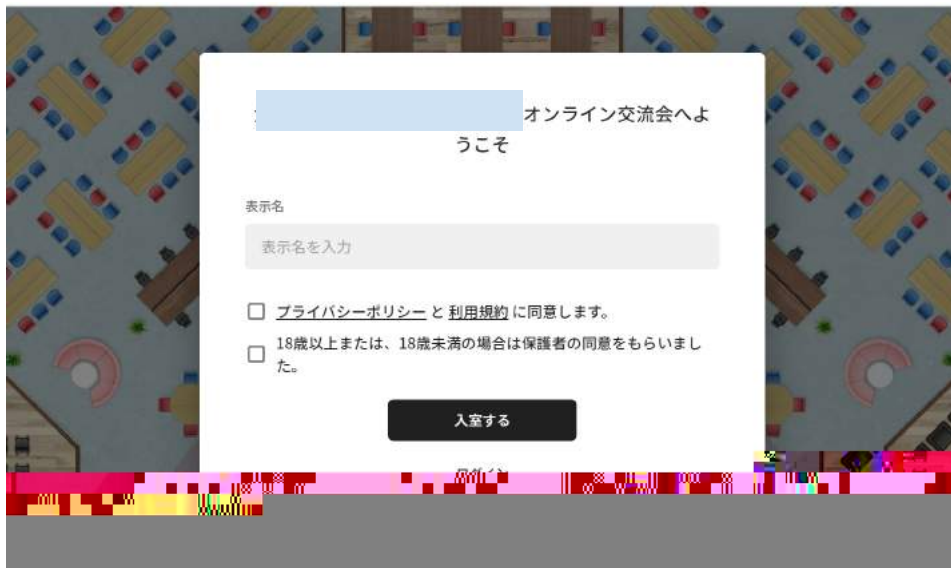 オンライン交流会へよ
うこそ
表示名
表示名を入力
プライバシーポリシー と 利用規約 に同意します。
18歳以上または、18歳未満の場合は保護者の同意をもらいまし
た。
入室する